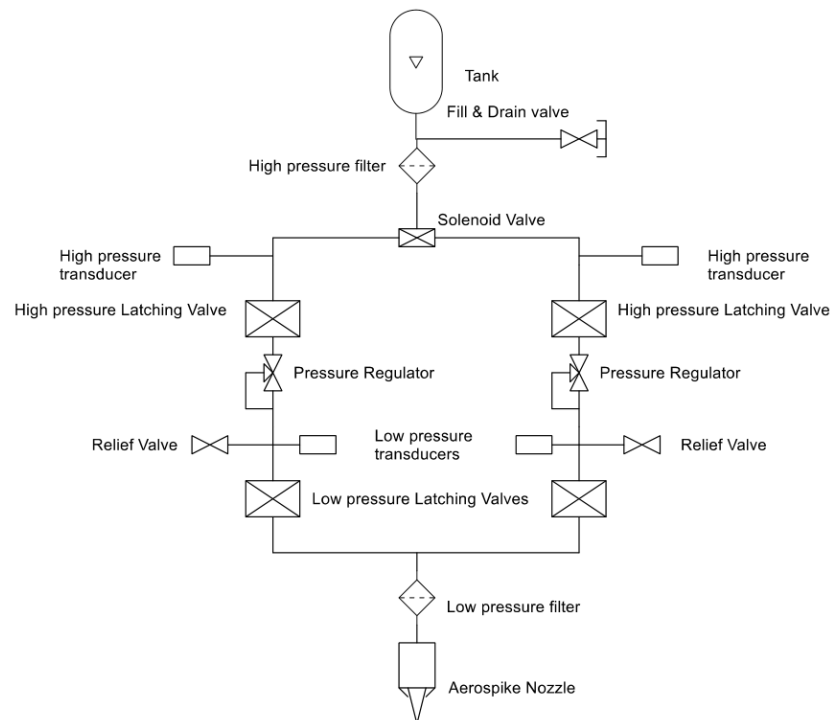 Tank
Fill & Drain valve
High pressure filter
Solenoid Valve
High pressure
transducer
High pressure
transducer
High pressure Latching Valve
High pressure Latching Valve
Pressure Regulator
Pressure Regulator
Relief Valve
Low pressure
transducers
Relief Valve
Low pressure Latching Valves
Low pressure filter
Aerospike Nozzle